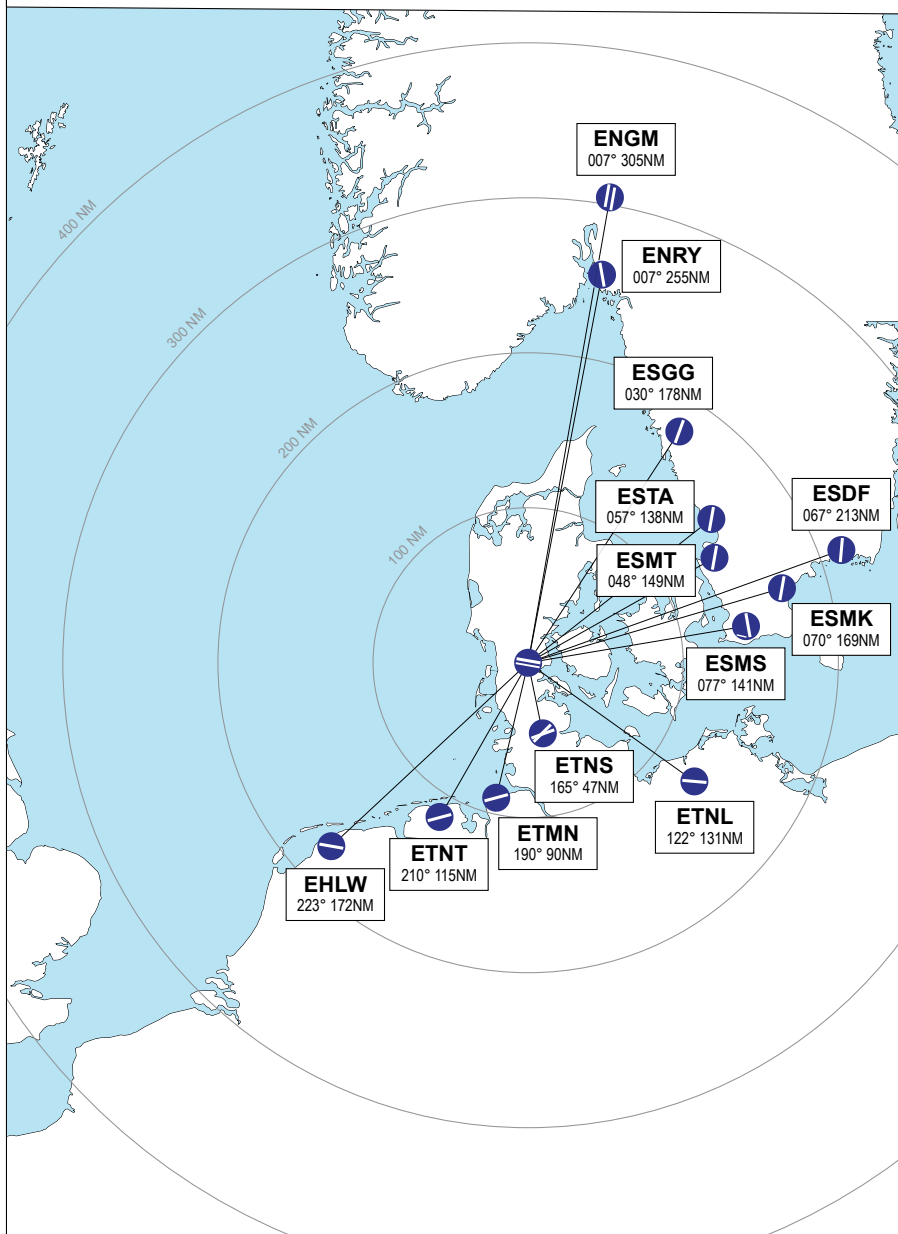 ENGM
007° 305NM
ENRY
007° 255NM
400 NM
300 NM
ESGG
030° 178NM
200 NM
ESTA
057° 138NM
ESDF
067° 213NM
100 NM
ESMT
048° 149NM
ESMK
070° 169NM
ESMS
077° 141NM
ETNS
165° 47NM
ETNL
122° 131NM
ETMN
190° 90NM
ETNT
210° 115NM
EHLW
223° 172NM